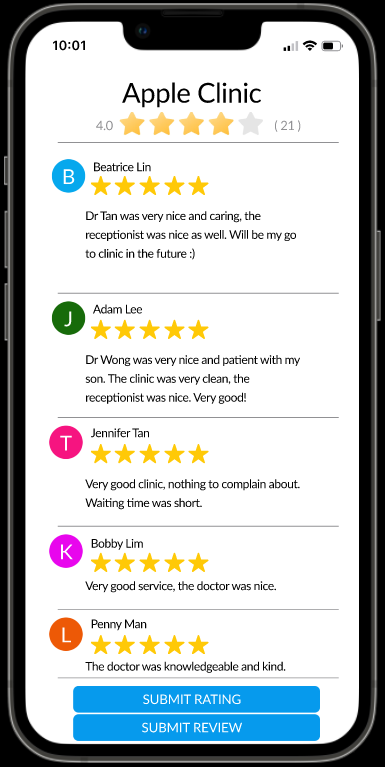 10:01
Apple Clinic
4.0 ( 21 )
B Beatrice Lin
Dr Tan was very nice and caring, the
receptionist was nice as well. Will be my go
to clinic in the future :)
J Adam Lee
Dr Wong was very nice and patient with my
son. The clinic was very clean, the
receptionist was nice. Very good!
T Jennifer Tan
Very good clinic, nothing to complain about.
Waiting time was short.
K Bobby Lim
Very good service, the doctor was nice.
L Penny Man
The doctor was knowledgeable and kind.
SUBMIT RATING
SUBMIT REVIEW